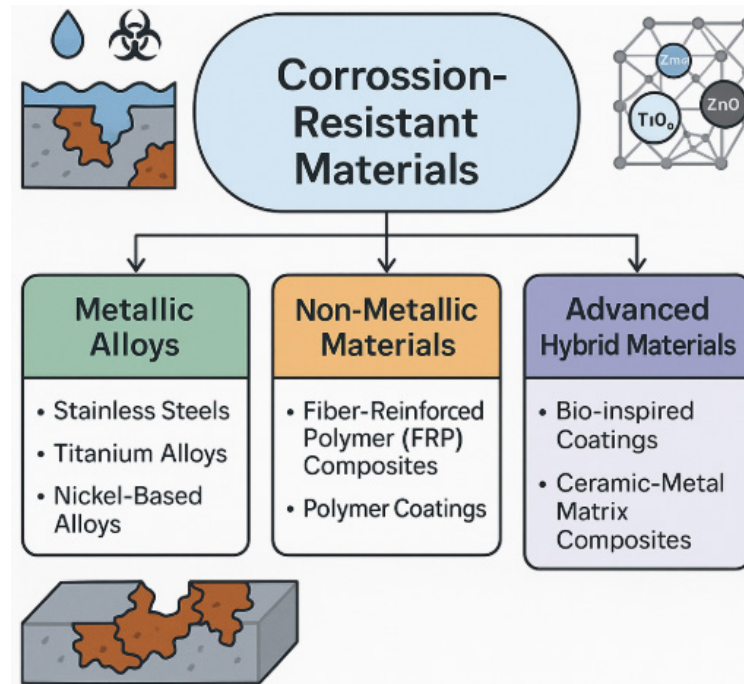 Corrossion-
Resistant
Materials
TiO₀
ZnO
Metallic
Alloys
• Stainless Steels
• Titanium Alloys
• Nickel-Based
Alloys
Non-Metallic
Materials
• Fiber-Reinforced
Polymer (FRP)
Composites
• Polymer Coatings
Advanced
Hybrid Materials
• Bio-inspired
Coatings
• Ceramic-Metal
Matrix
Composites